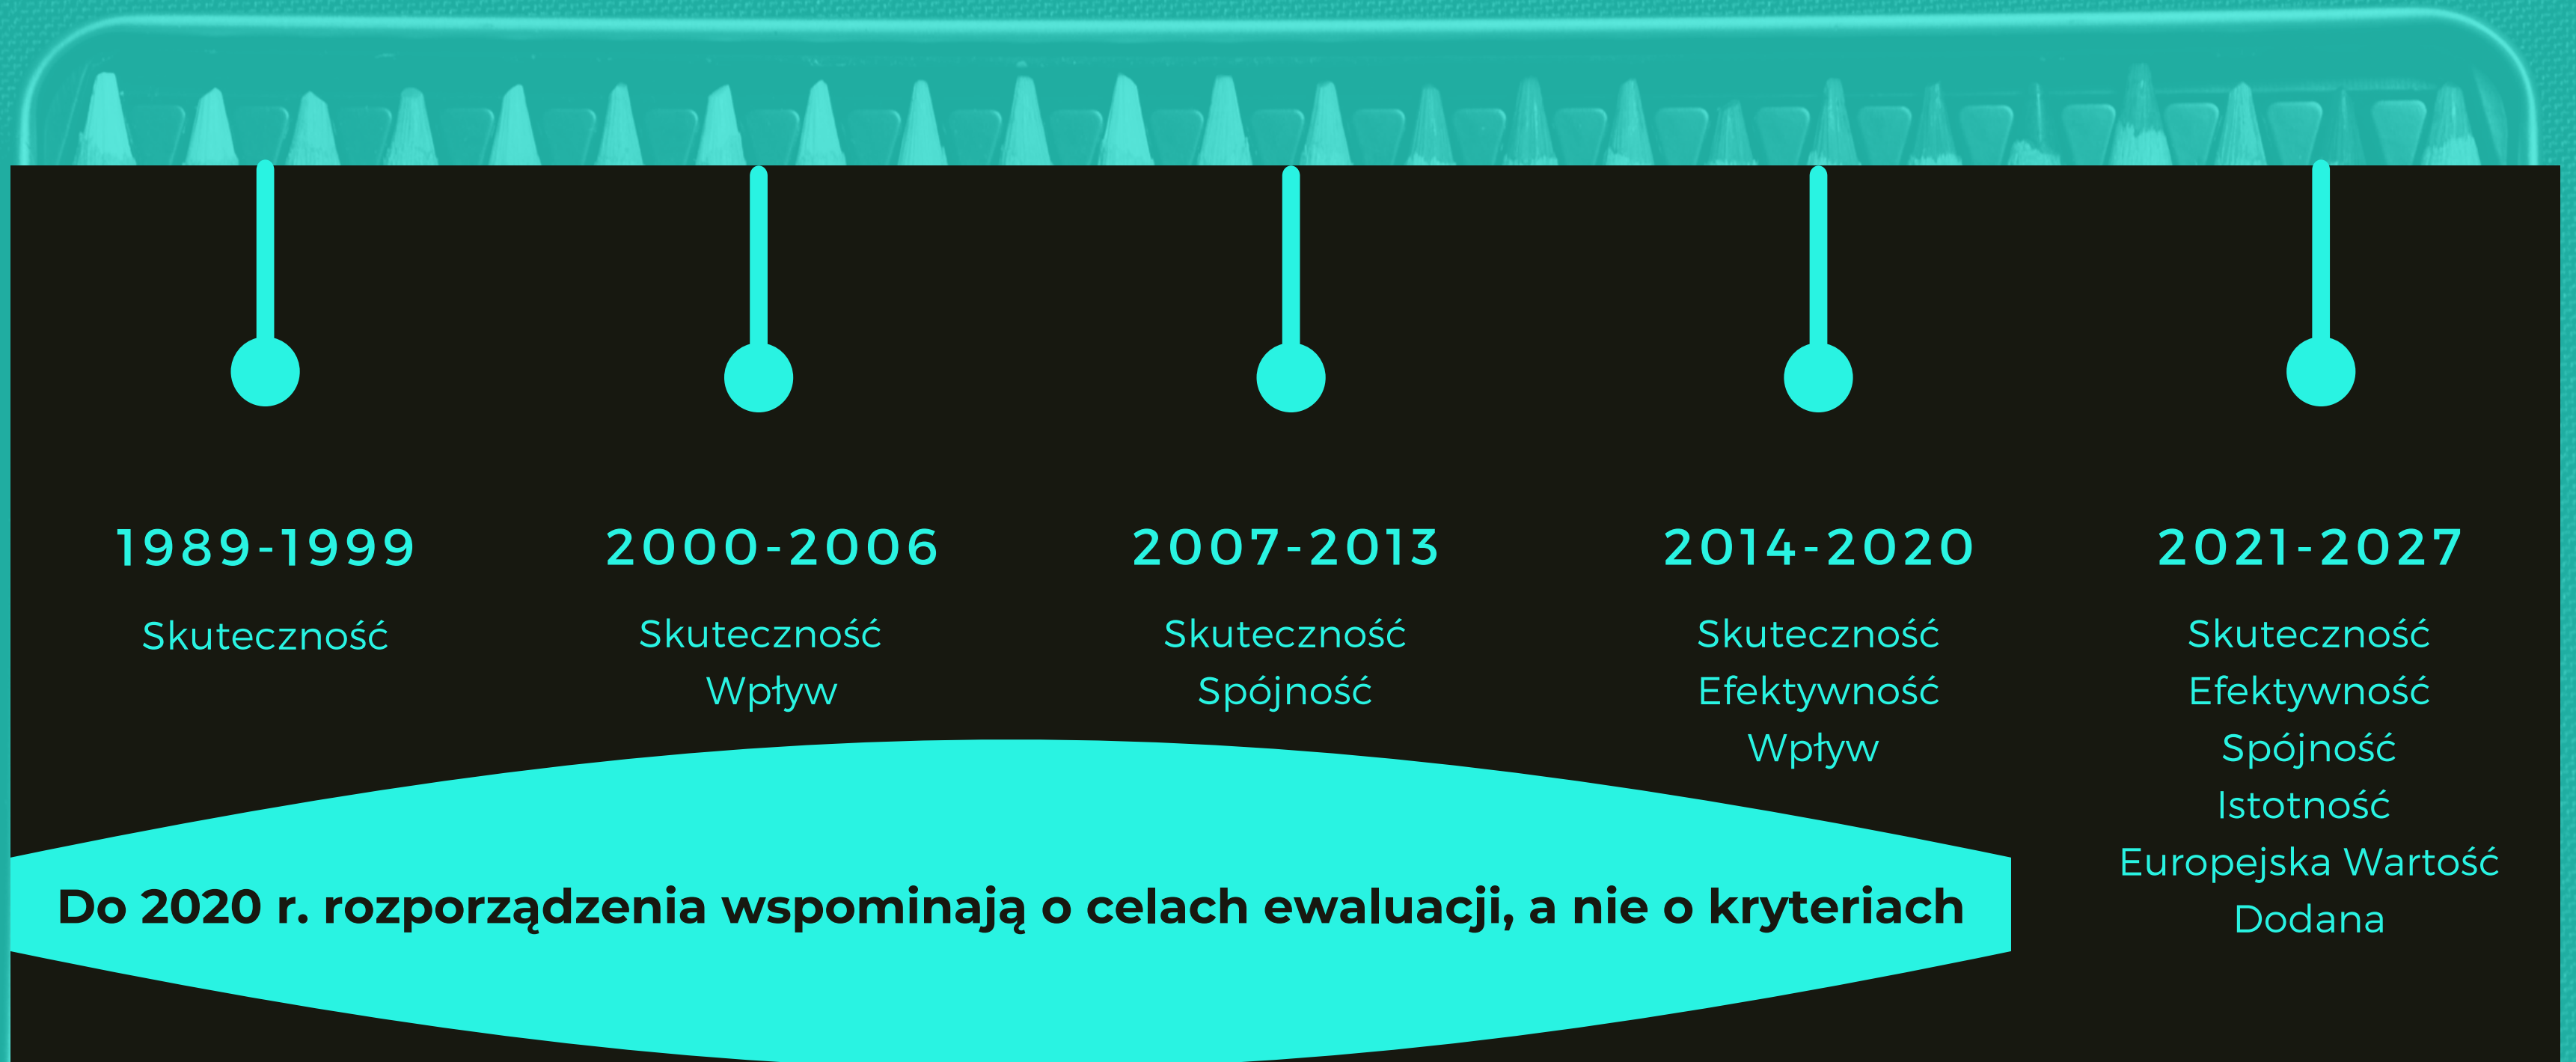 1989-1999
Skuteczność
2000-2006
Skuteczność
Wpływ
2007-2013
Skuteczność
Spójność
2014-2020
Skuteczność
Efektywność
Wpływ
2021-2027
Skuteczność
Efektywność
Spójność
Istotność
Europejska Wartość
Dodana
Do 2020 r. rozporządzenia wspominają o celach ewaluacji, a nie o kryteriach